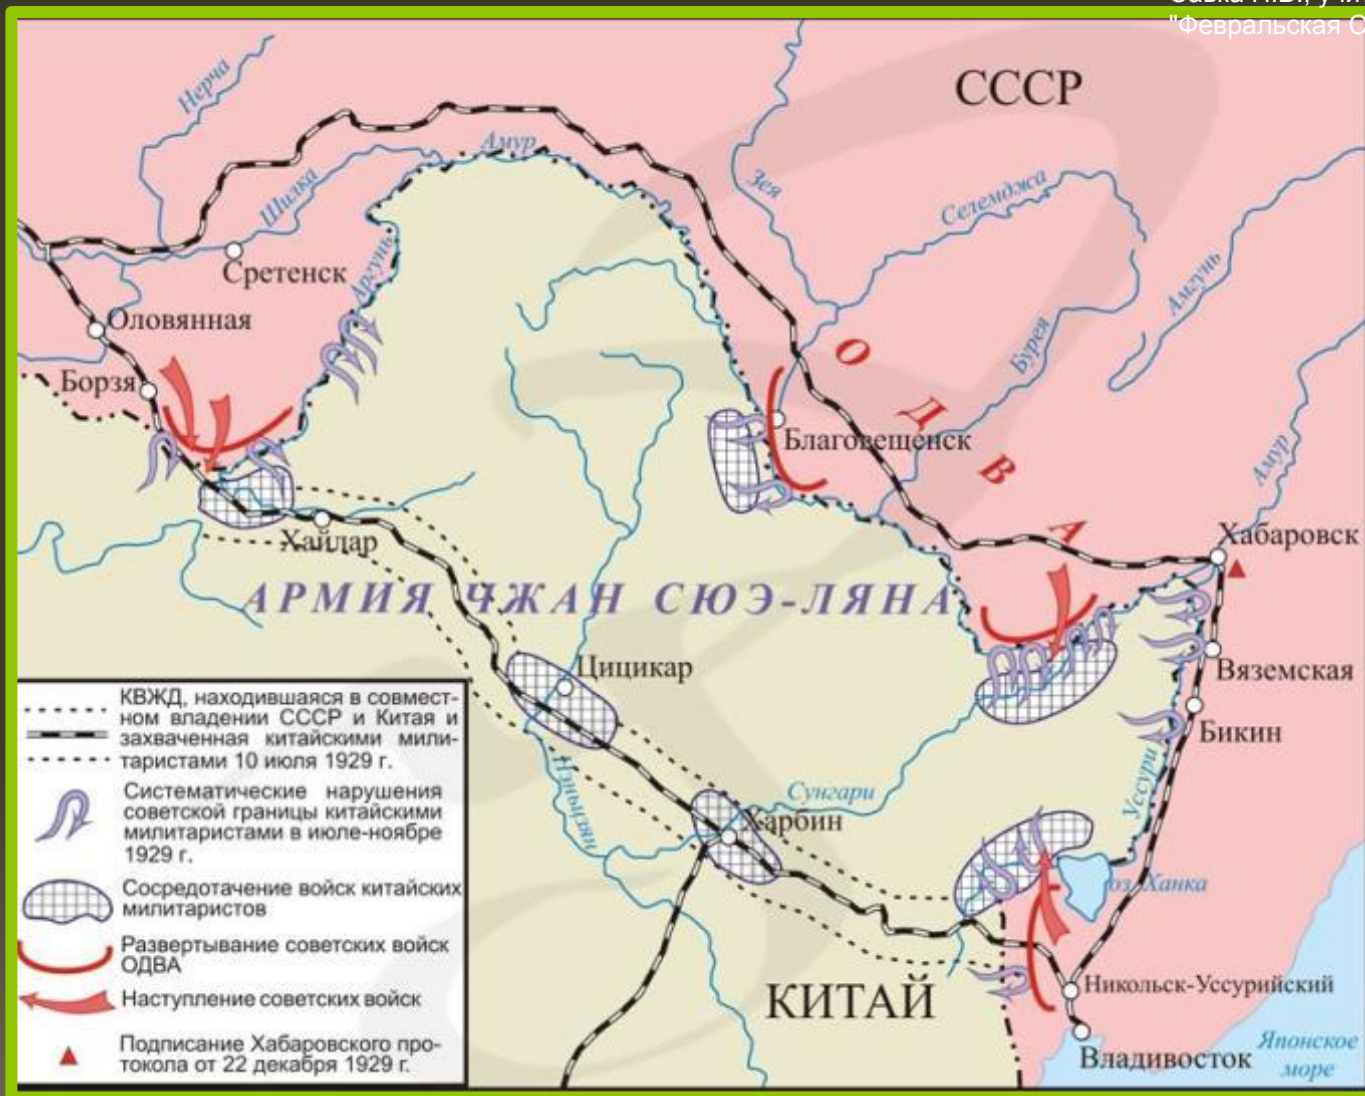 "Февральская С
СССР
Нерча
Амур
Шилка
Зея
Селемджа
Сретенск
Аргунь
Амгунь
Оловянная
Бурея
Борзя
О
Д
В
А
Благовещенск
Амур
Хайлар
Хабаровск
АРМИЯ ЧЖАН СЮЭ-ЛЯНА
Цицикар
Вяземская
Бикин
Уссури
Сунгари
Харбин
оз. Ханка
КИТАЙ
Никольск-Уссурийский
Владивосток
Японское
море
КВЖД, находившаяся в совмест-
ном владении СССР и Китая и
захваченная китайскими мили-
таристами 10 июля 1929 г.
Систематические нарушения
советской границы китайскими
милитаристами в июле-ноябре
1929 г.
Сосредотачение войск китайских
милитаристов
Развертывание советских войск
ОДВА
Наступление советских войск
Подписание Хабаровского про-
токола от 22 декабря 1929 г.